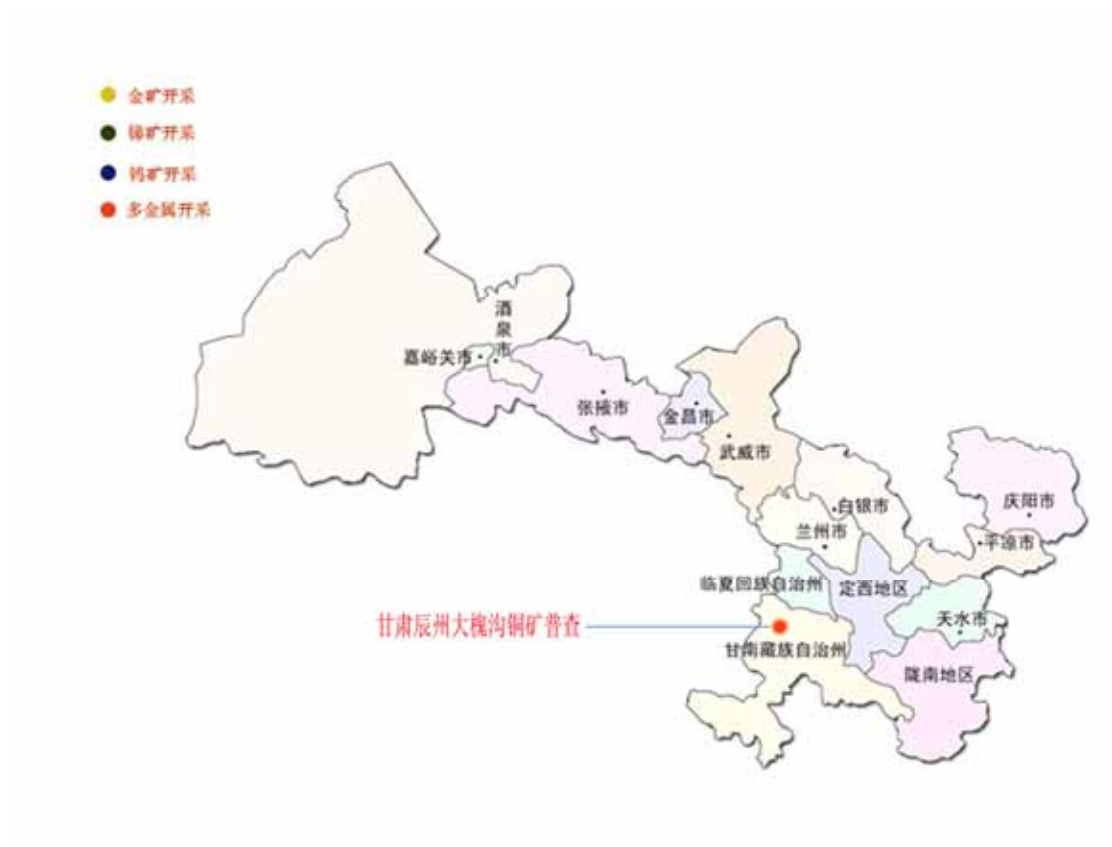 金矿开采
锑矿开采
钨矿开采
多金属开采
酒泉市
嘉峪关市
张掖市
金昌市
武威市
庆阳市
白银市
兰州市
平凉市
临夏回族自治州
定西地区
天水市
甘肃辰州大槐沟铜矿普查
甘南藏族自治州
陇南地区